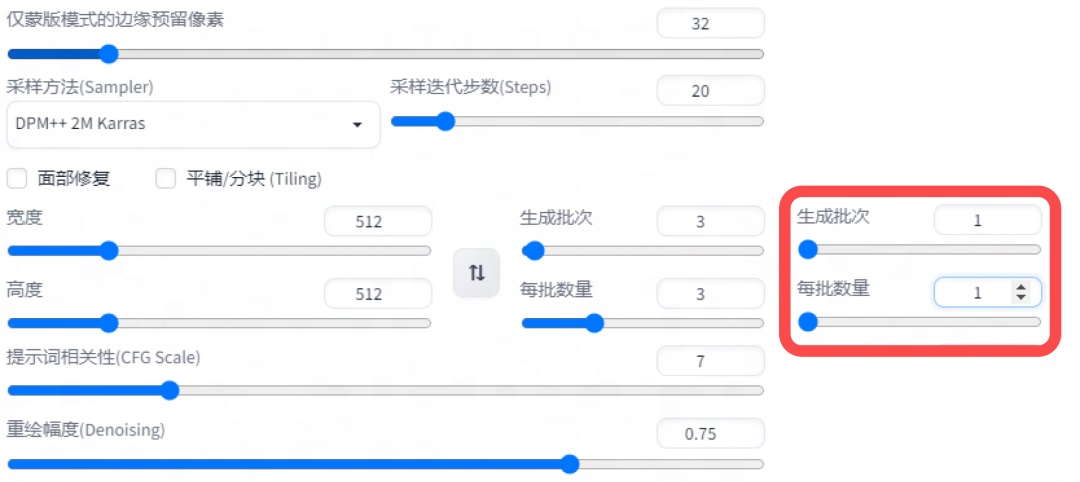 仅蒙版模式的边缘预留像素 32
采样方法(Sampler) 采样迭代步数(Steps) 20
DPM++ 2M Karras
面部修复 平铺/分块 (Tiling)
宽度 512 生成批次 3 生成批次 1
高度 512 每批数量 3 每批数量 1
提示词相关性(CFG Scale) 7
重绘幅度(Denoising) 0.75